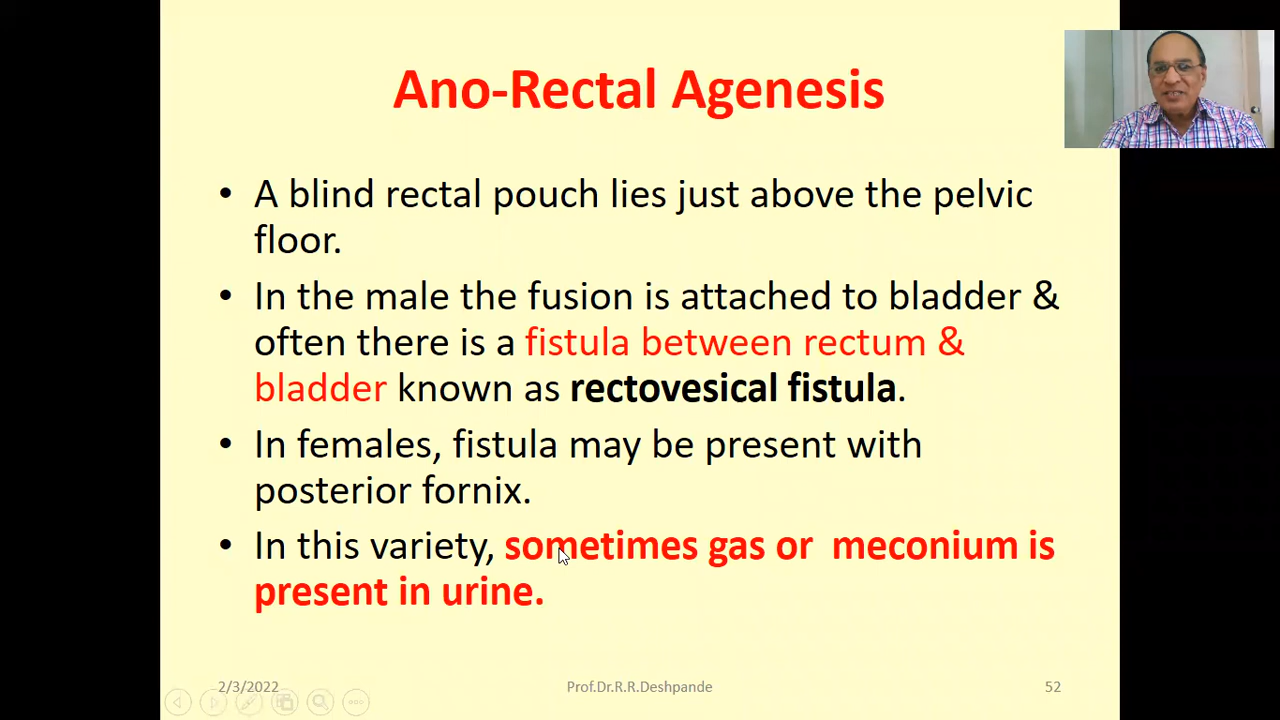 Ano-Rectal Agenesis
• A blind rectal pouch lies just above the pelvic
floor.
• In the male the fusion is attached to bladder &
often there is a fistula between rectum &
bladder known as rectovesical fistula.
• In females, fistula may be present with
posterior fornix.
• In this variety, sometimes gas or  meconium is
present in urine.
2/3/2022
Prof.Dr.R.R.Deshpande
52